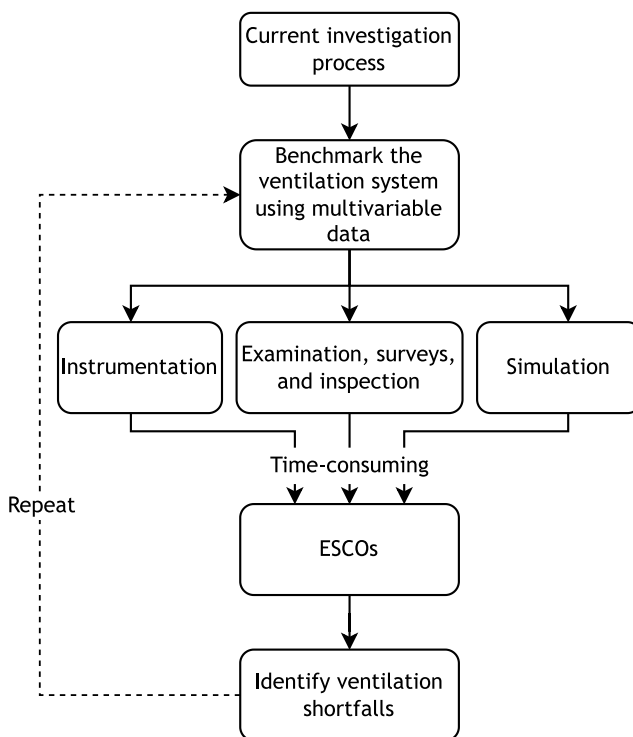 Current investigation
process
Benchmark the
ventilation system
using multivariable
data
Instrumentation
Examination, surveys,
and inspection
Simulation
Time-consuming
Repeat
ESCOs
Identify ventilation
shortfalls